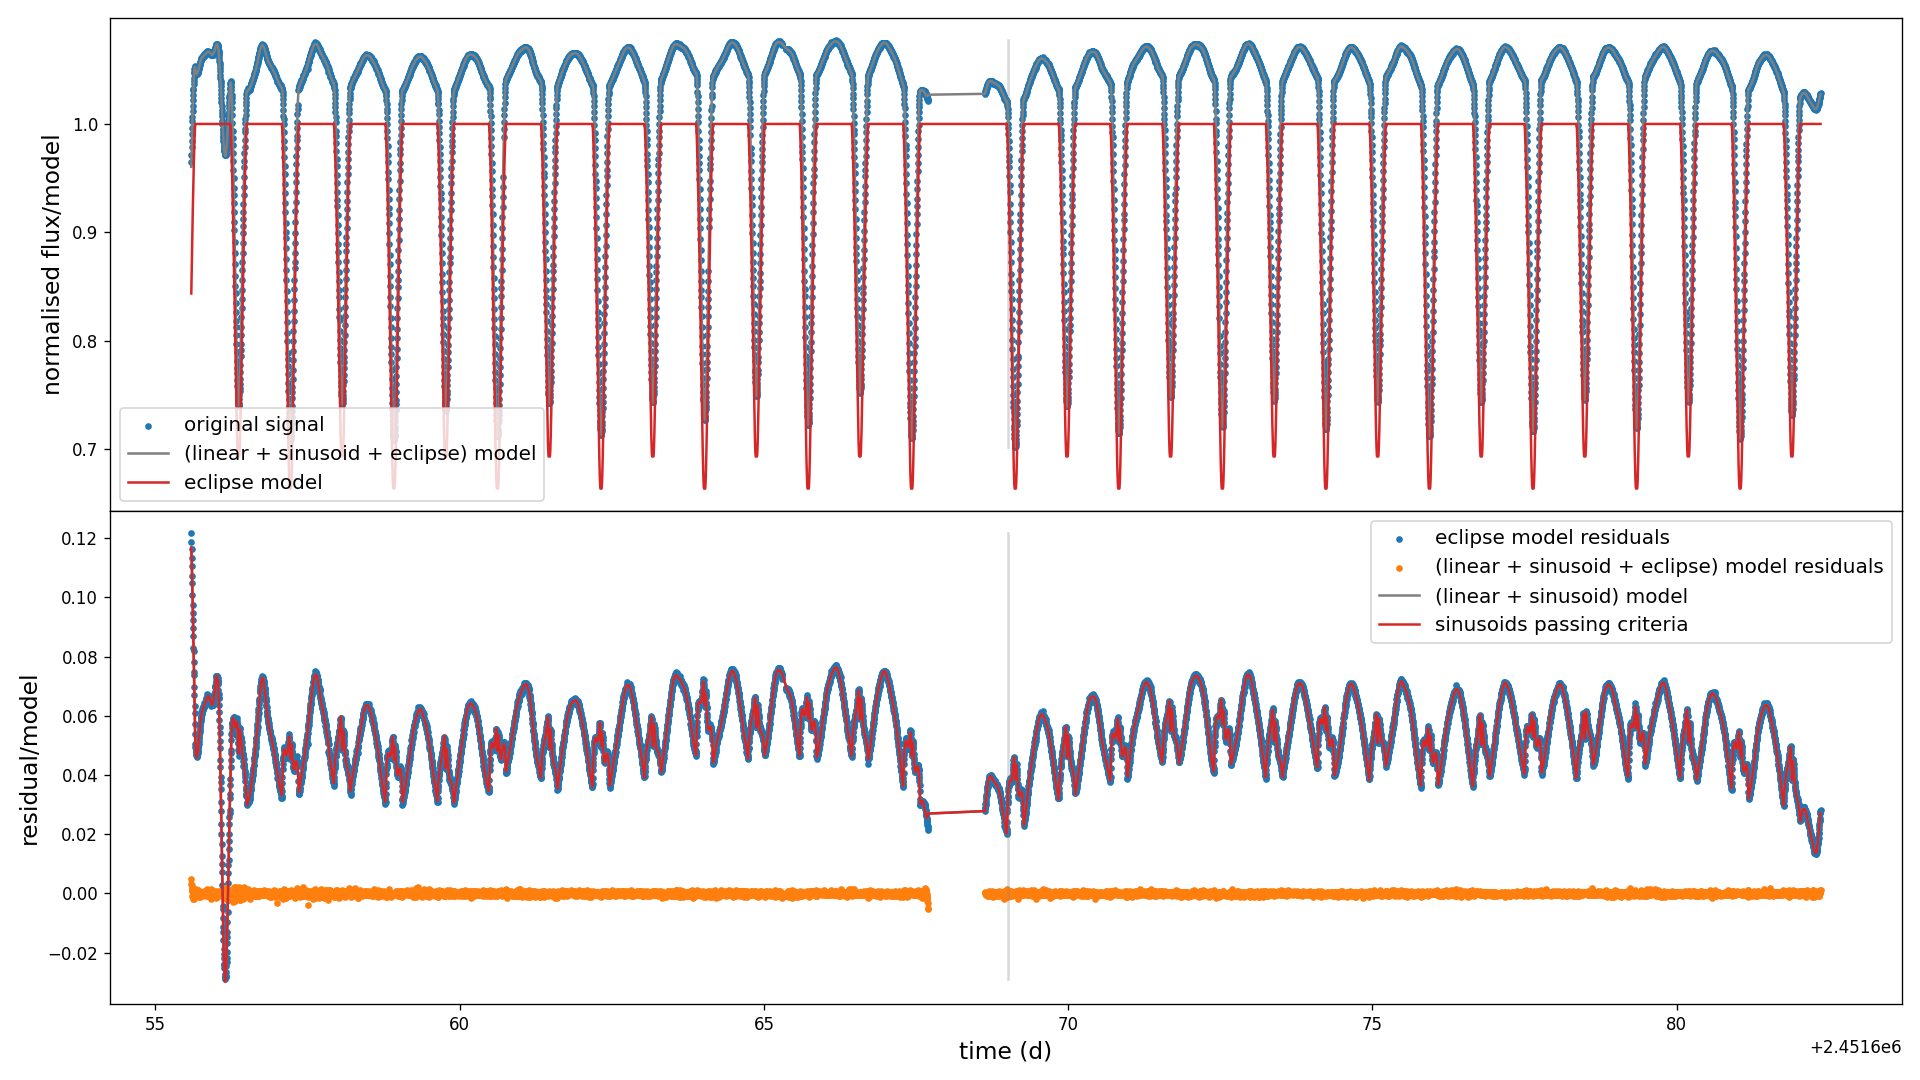 normalised flux/model
1.0
0.9
0.8
0.7
original signal
(linear + sinusoid + eclipse) model
eclipse model
residual/model
0.12
0.10
0.08
0.06
0.04
0.02
0.00
−0.02
eclipse model residuals
(linear + sinusoid + eclipse) model residuals
(linear + sinusoid) model
sinusoids passing criteria
55 60 65 70 75 80
time (d)
+2.4516e6